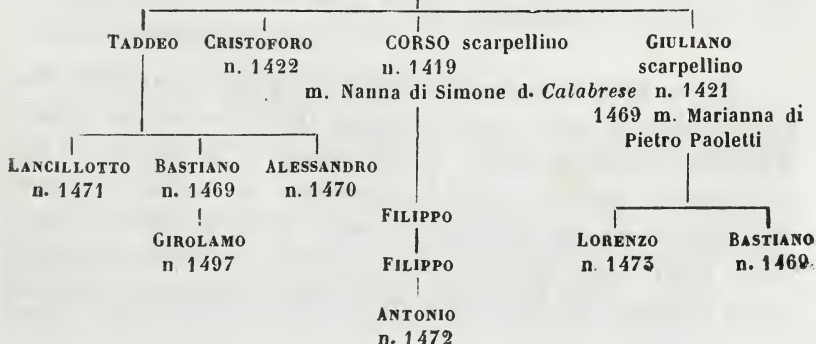 TADDEO CRISTOFORO CORSO scarpellino GIULIANO
n. 1422 n. 1419 scarpellino
m. Nanna di Simone d. Calabrese n. 1421
1469 m. Marianna di
Pietro Paoletti
LANCILLOTTO BASTIANO ALESSANDRO
n. 1471 n. 1469 n. 1470
FILIPPO
GIROLAMO LORENZO BASTIANO
n 1497 FILIPPO n. 1473 n. 1469
ANTONIO
n. 1472